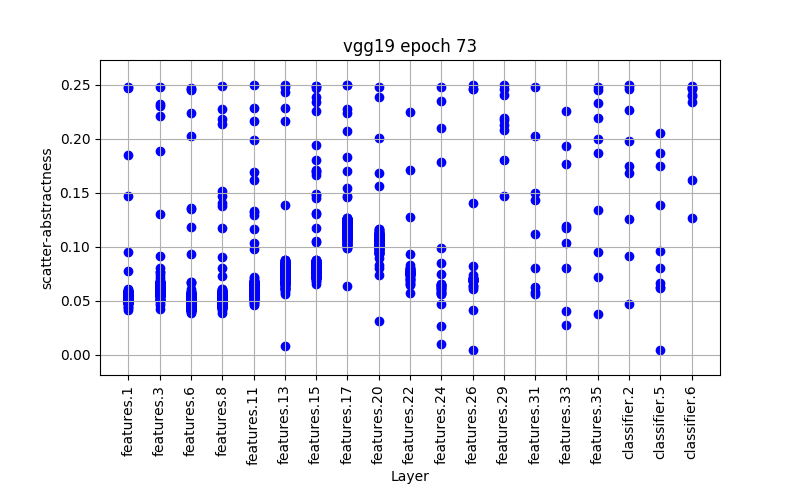 vgg19 epoch 73
scatter-abstractness
0.25
0.20
0.15
0.10
0.05
0.00
features.1
features.3
features.6
features.8
features.11
features.13
features.15
features.17
features.20
features.22
features.24
features.26
features.29
features.31
features.33
features.35
classifier.2
classifier.5
classifier.6
Layer